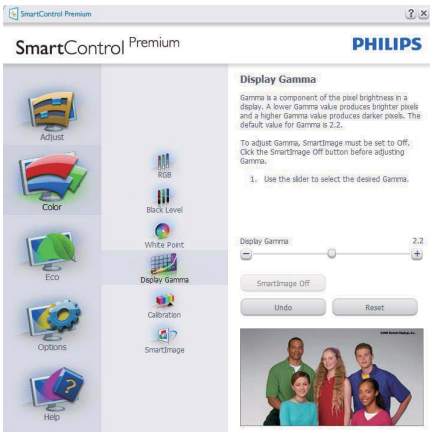 SmartControl Premium
? x
SmartControl Premium
PHILIPS
Adjust
Color
Eco
Options
Help
RGB
Black Level
White Point
Display Gamma
Calibration
SmartImage
Display Gamma
Gamma is a component of the pixel brightness in a
display. A lower Gamma value produces brighter pixels
and a higher Gamma value produces darker pixels. The
default value for Gamma is 2.2.
To adjust Gamma, SmartImage must be set to Off.
Click the SmartImage Off button before adjusting
Gamma.
1. Use the slider to select the desired Gamma.
Display Gamma 2.2
SmartImage Off
Undo Reset